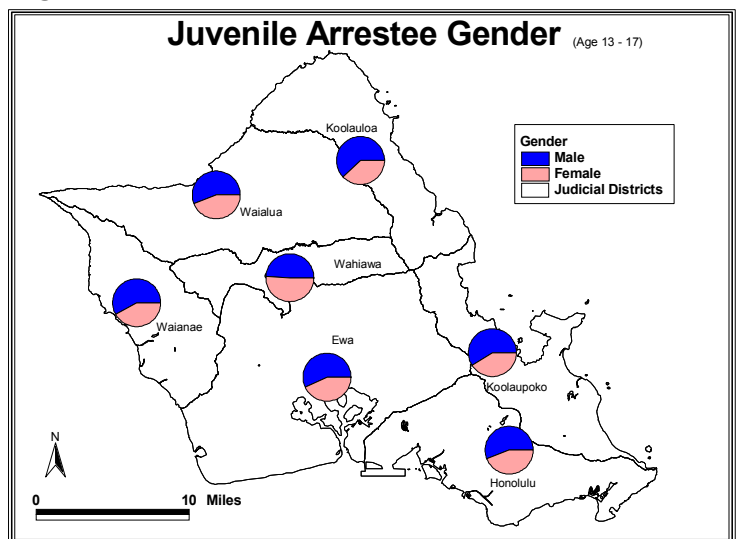 Juvenile Arrestee Gender (Age 13 - 17)
Koolauloa
Gender
Male
Female
Judicial Districts
Waialua
Wahiawa
Waianae
Ewa
Koolaupoko
N
Honolulu
0 10 Miles